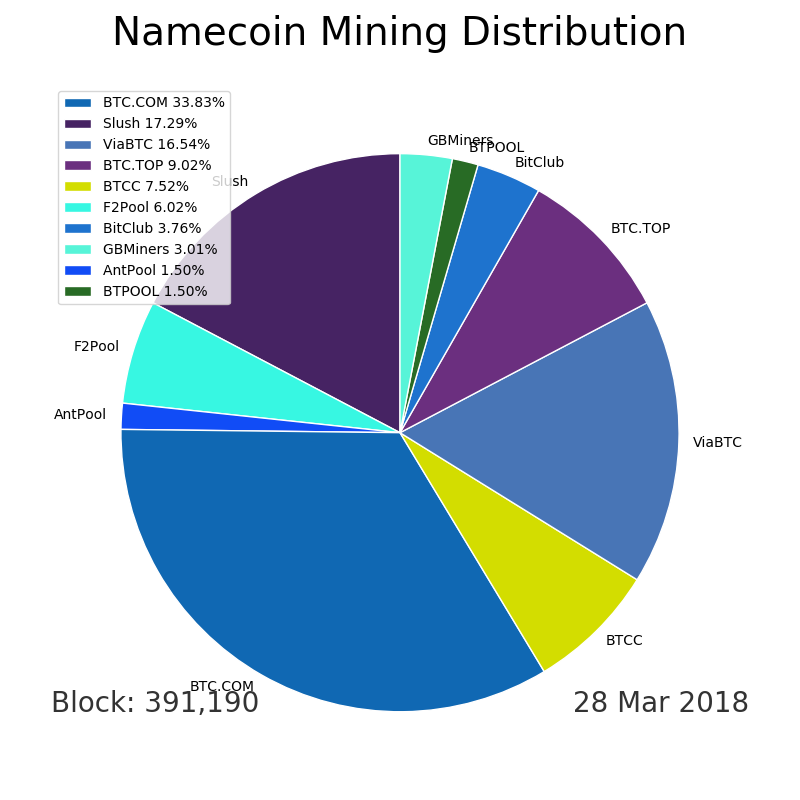 Namecoin Mining Distribution
BTC.COM 33.83%
Slush 17.29%
ViaBTC 16.54%
BTC.TOP 9.02%
BTCC 7.52%
F2Pool 6.02%
BitClub 3.76%
GBMiners 3.01%
AntPool 1.50%
BTPOOL 1.50%
GBMiners
BTPOOL
BitClub
Slush
BTC.TOP
F2Pool
AntPool
ViaBTC
BTCC
BTC.COM
Block: 391,190
28 Mar 2018